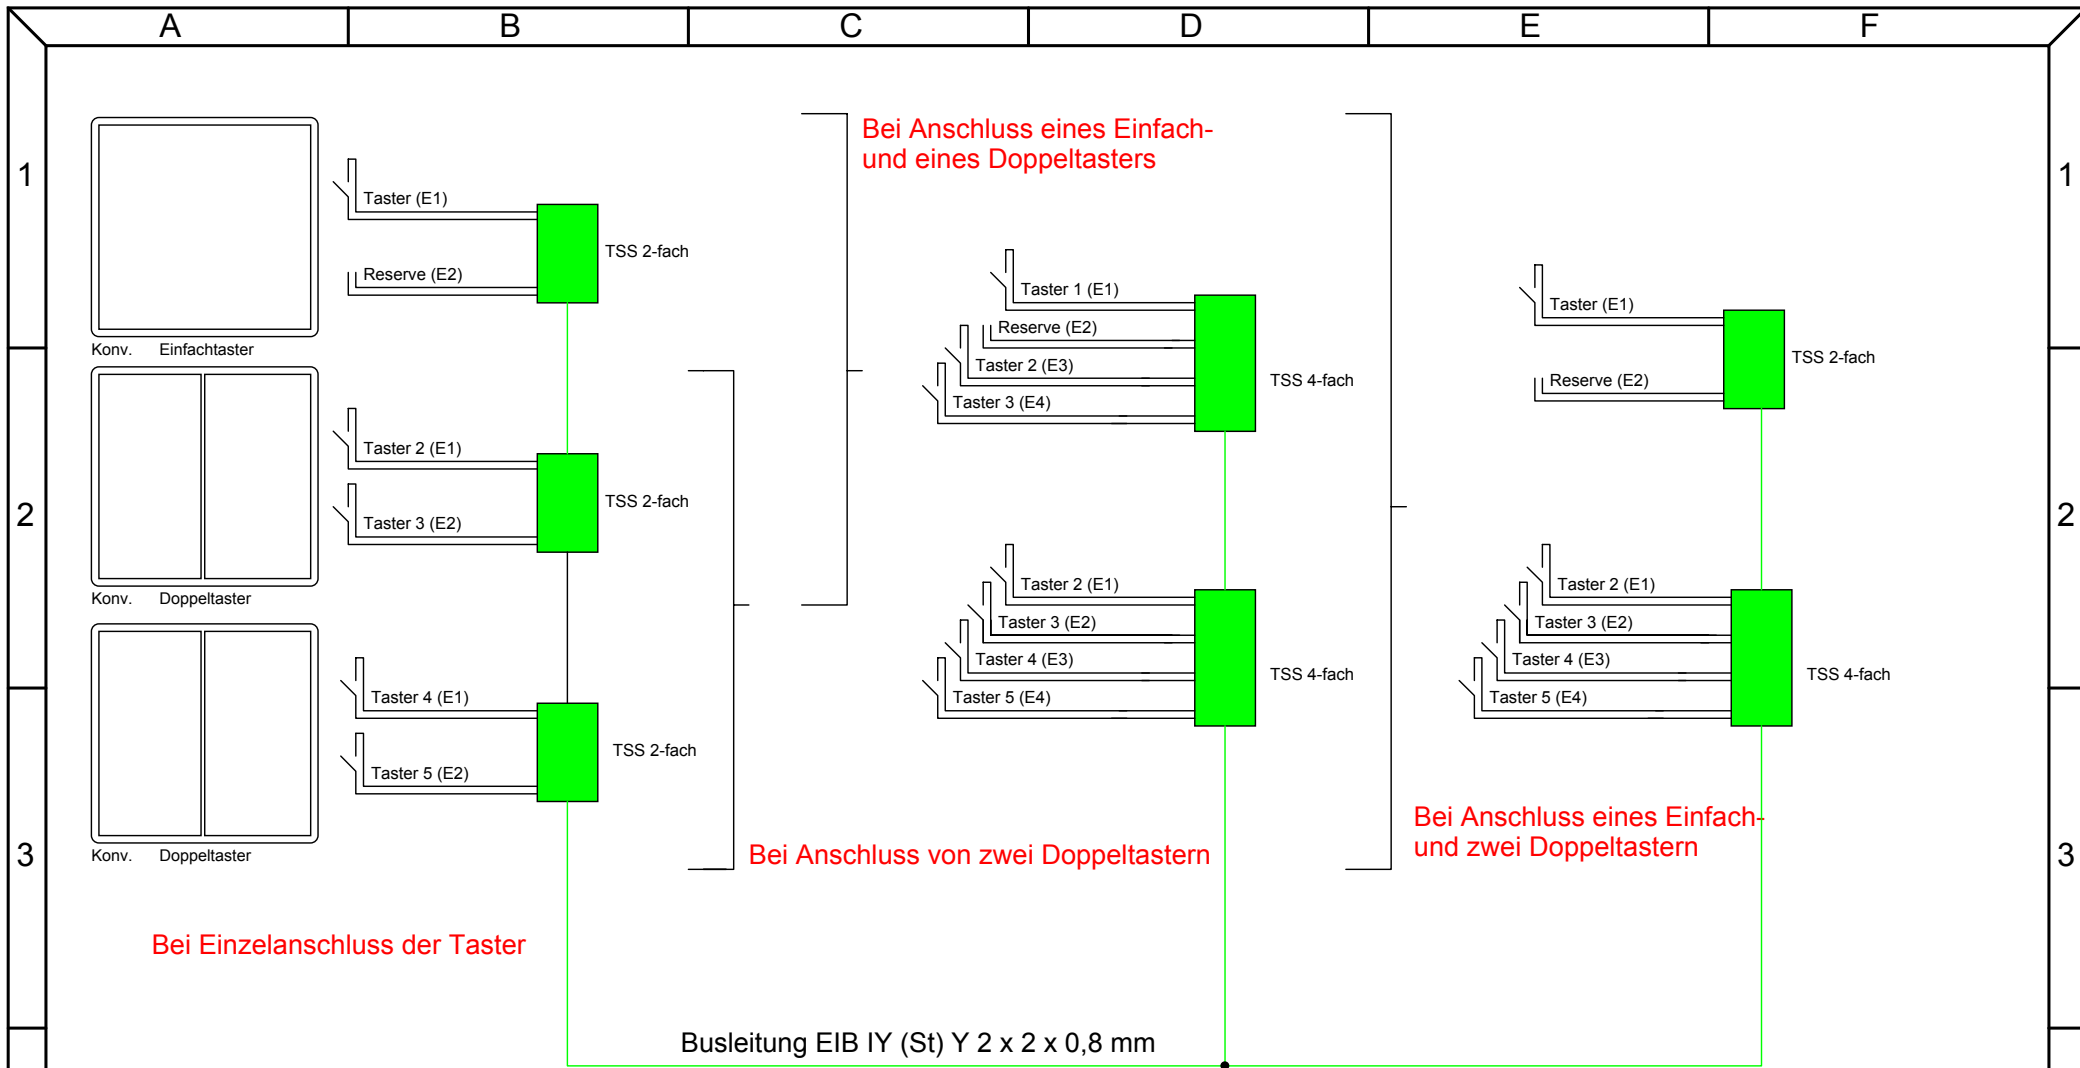 A B C D E F
1
1
Bei Anschluss eines Einfach-
und eines Doppeltasters
Taster (E1)
TSS 2-fach
Reserve (E2)
Konv. Einfachtaster
Taster 1 (E1)
Reserve (E2)
Taster 2 (E3)
Taster 3 (E4)
TSS 4-fach
Taster (E1)
TSS 2-fach
Reserve (E2)
2
2
Taster 2 (E1)
TSS 2-fach
Taster 3 (E2)
Konv. Doppeltaster
Taster 2 (E1)
Taster 3 (E2)
Taster 4 (E3)
Taster 5 (E4)
TSS 4-fach
Taster 2 (E1)
Taster 3 (E2)
Taster 4 (E3)
Taster 5 (E4)
TSS 4-fach
Taster 4 (E1)
TSS 2-fach
Taster 5 (E2)
3
3
Konv. Doppeltaster
Bei Anschluss von zwei Doppeltastern
Bei Anschluss eines Einfach-
und zwei Doppeltastern
Bei Einzelanschluss der Taster
Busleitung EIB IY (St) Y 2 x 2 x 0,8 mm